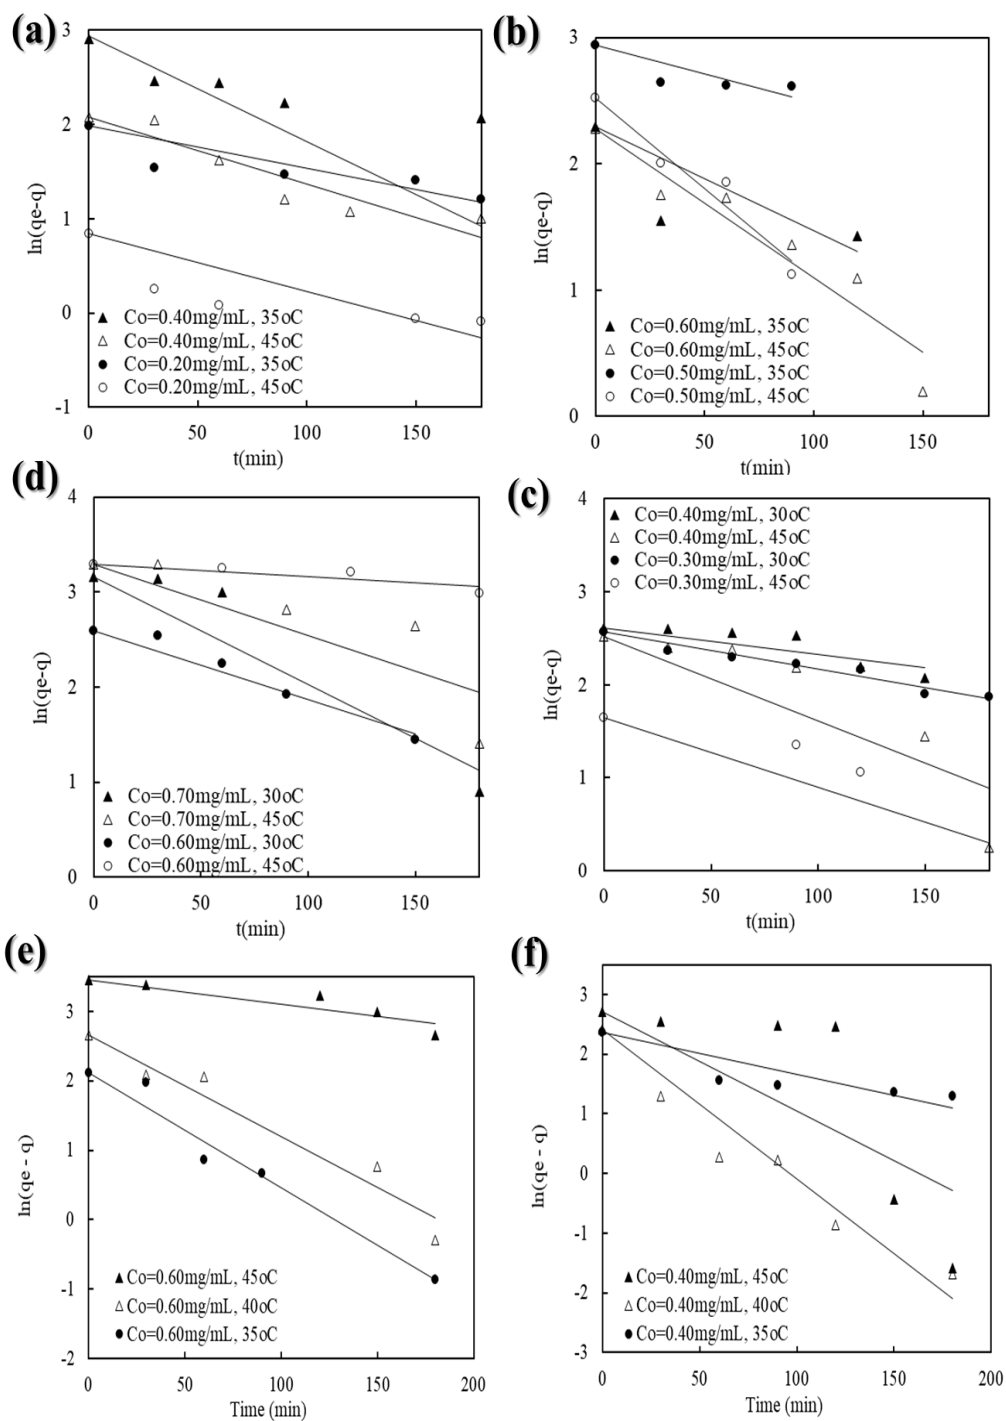 (a)
3
2
1
0
-1
ln(qe-q)
Co=0.40mg/mL, 35oC
Co=0.40mg/mL, 45oC
Co=0.20mg/mL, 35oC
Co=0.20mg/mL, 45oC
0 50 100 150
t(min)
(b)
3
2
1
0
ln(qe-q)
Co=0.60mg/mL, 35oC
Co=0.60mg/mL, 45oC
Co=0.50mg/mL, 35oC
Co=0.50mg/mL, 45oC
0 50 100 150
t(min)
(d)
4
3
2
1
0
ln(qe-q)
Co=0.70mg/mL, 30oC
Co=0.70mg/mL, 45oC
Co=0.60mg/mL, 30oC
Co=0.60mg/mL, 45oC
0 50 100 150
t(min)
(c)
4
3
2
1
0
ln(qe-q)
Co=0.40mg/mL, 30oC
Co=0.40mg/mL, 45oC
Co=0.30mg/mL, 30oC
Co=0.30mg/mL, 45oC
0 50 100 150
t(min)
(e)
3
2
1
0
-1
-2
ln(qe - q)
Co=0.60mg/mL, 45oC
Co=0.60mg/mL, 40oC
Co=0.60mg/mL, 35oC
0 50 100 150 200
Time (min)
(f)
3
2
1
0
-1
-2
-3
ln(qe - q)
Co=0.40mg/mL, 45oC
Co=0.40mg/mL, 40oC
Co=0.40mg/mL, 35oC
0 50 100 150 200
Time (min)